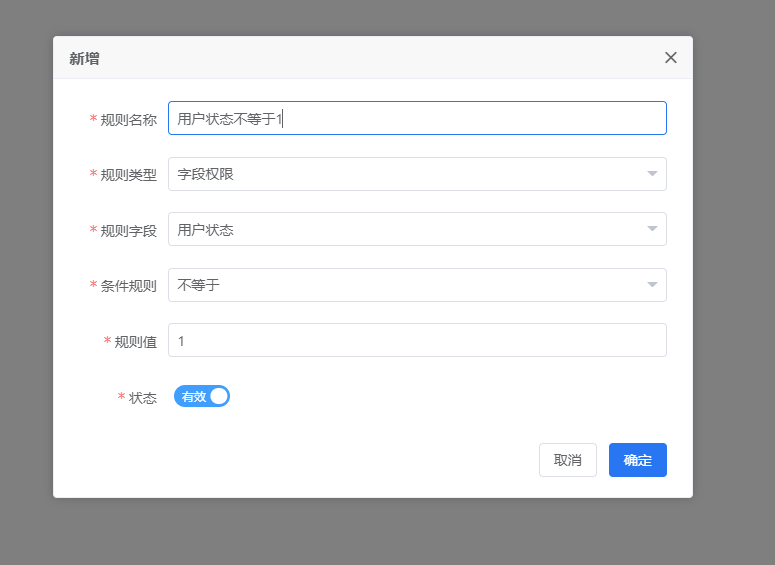 新增
* 规则名称 用户状态不等于1
* 规则类型 字段权限
* 规则字段 用户状态
* 条件规则 不等于
* 规则值 1
* 状态 有效
取消 确定